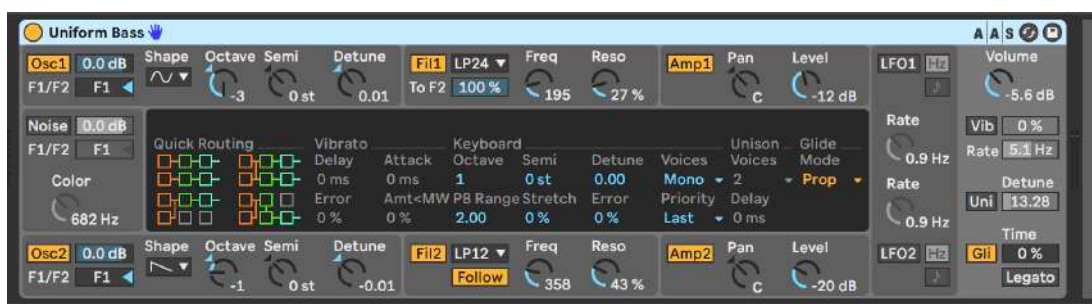 Uniform Bass A A S
Osc1 0.0 dB Shape Octave Semi Detune Fil1 LP24 Freq Reso Amp1 Pan Level LFO1 Hz Volume
F1/F2 F1 -3 0 st 0.01 To F2 100 % 195 27 % C -12 dB -5.6 dB
Noise 0.0 dB Rate Vib 0 %
F1/F2 F1 Quick Routing Vibrato Keyboard Unison Glide 0.9 Hz Rate 5.1 Hz
Delay Attack Octave Semi Detune Voices Voices Mode
Color 0 ms 0 ms 1 0 st 0.00 Mono 2 Prop Rate Detune
Error Amt<MW PB Range Stretch Error Priority Delay Uni 13.28
682 Hz 0 % 0 % 2.00 0 % 0 % Last 0 ms 0.9 Hz
Time
Osc2 0.0 dB Shape Octave Semi Detune Fil2 LP12 Freq Reso Amp2 Pan Level LFO2 Hz Gli 0 %
F1/F2 F1 -1 0 st -0.01 Follow 358 43 % C -20 dB Legato